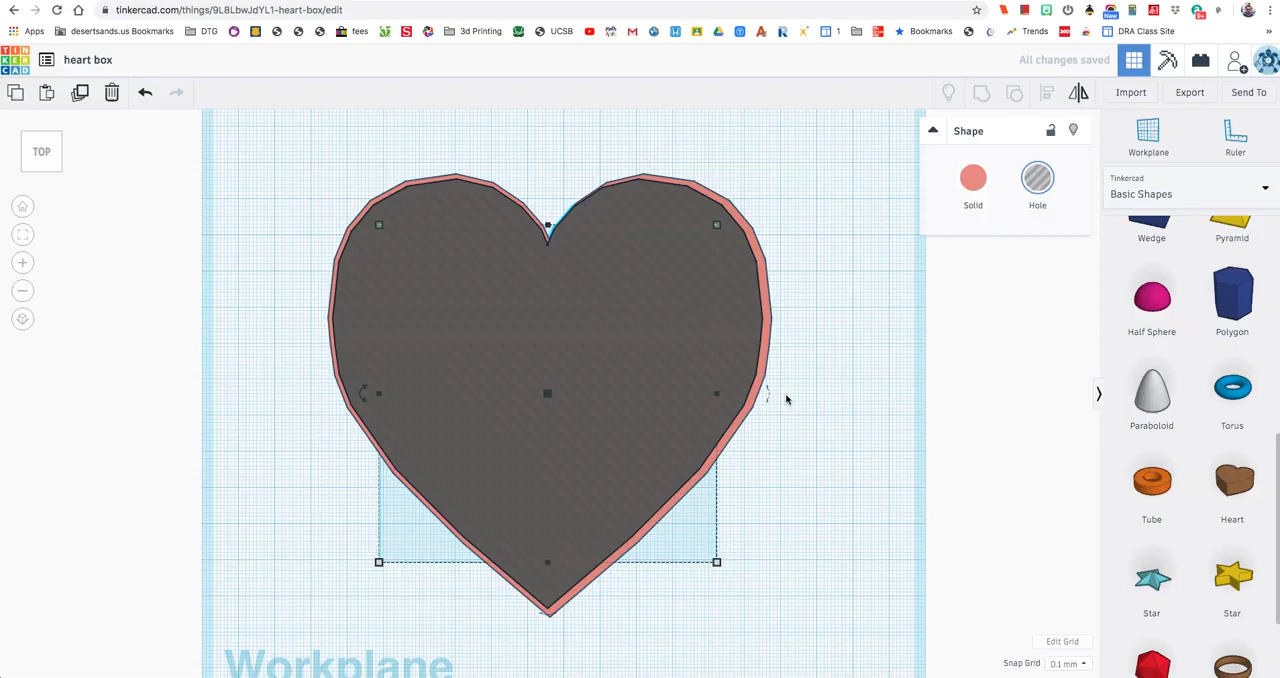 tinkercad.com/things/9L8LbwJdYL1-heart-box/edit
Apps desertsands.us Bookmarks DTG fees 3d Printing UCSB 1 Bookmarks Trends DRA Class Site »
TIN
KER
CAD
heart box
All changes saved
Import Export Send To
TOP
Shape
Solid Hole
Workplane Ruler
Tinkercad
Basic Shapes
Wedge Pyramid
Half Sphere Polygon
Paraboloid Torus
Tube Heart
Star Star
Workplane
Edit Grid
Snap Grid 0.1 mm